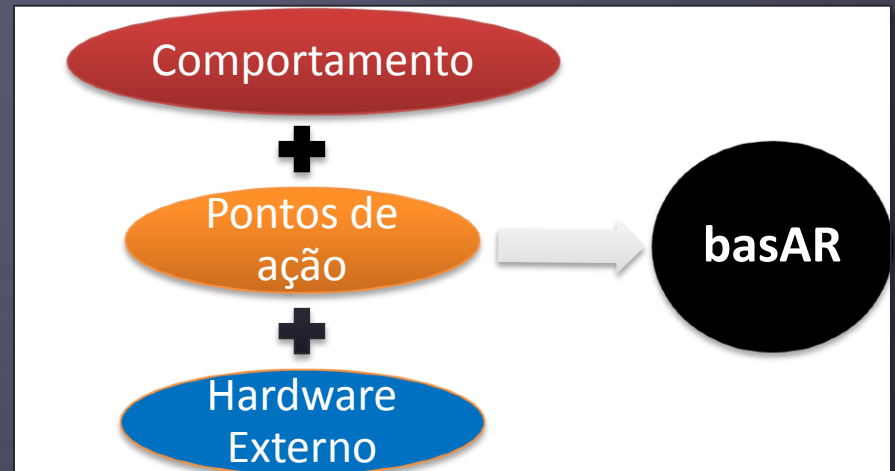 Comportamento
Pontos de
ação
basAR
Hardware
Externo